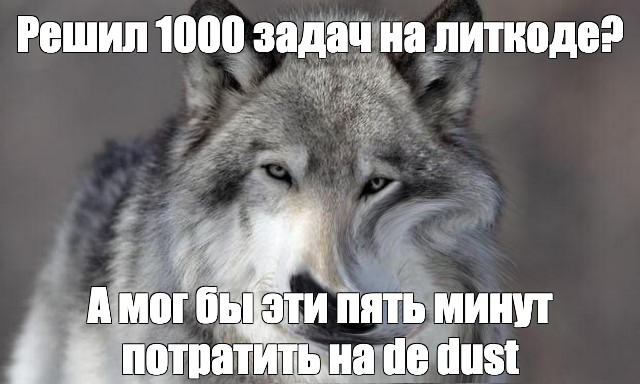 Решил 1000 задач на литкоде?
А мог бы эти пять минут
потратить на de dust